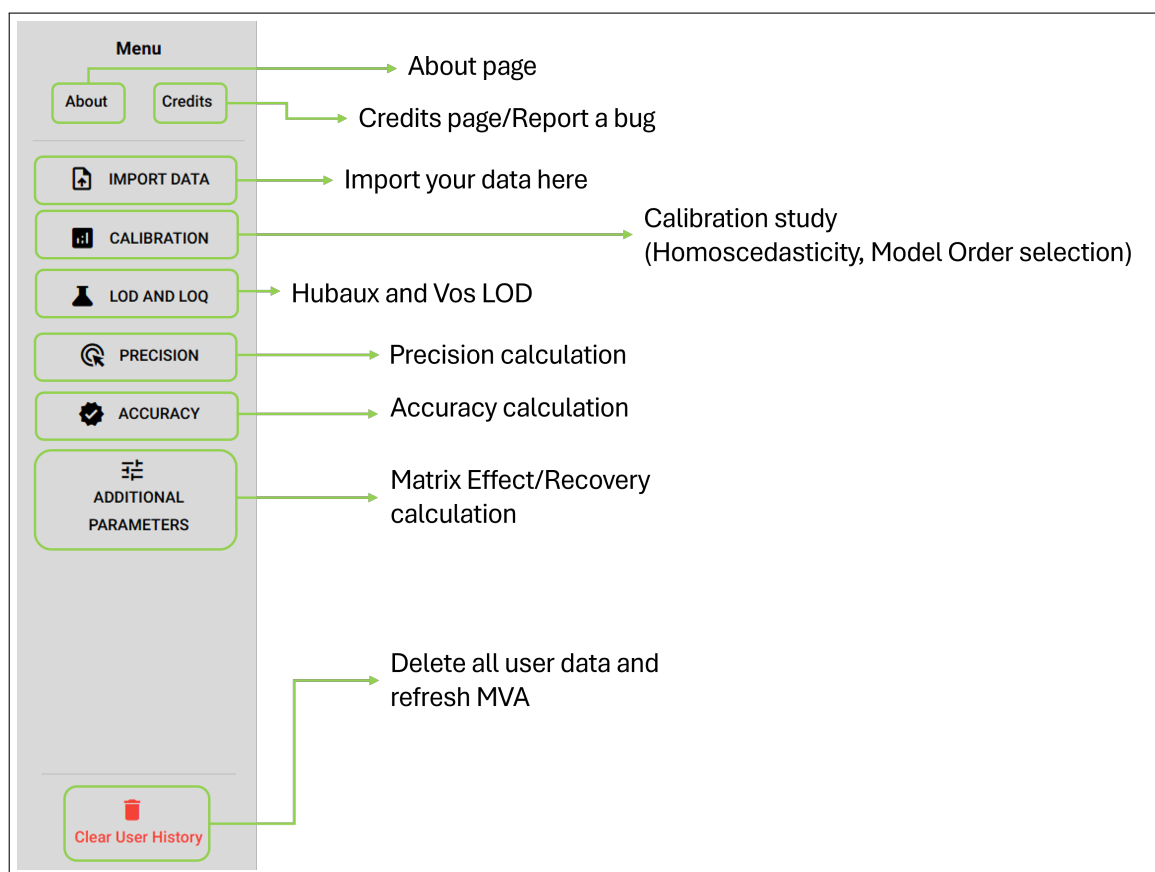 Menu
About page
About
Credits
Credits page/Report a bug
IMPORT DATA
Import your data here
CALIBRATION
Calibration study
(Homoscedasticity, Model Order selection)
LOD AND LOQ
Hubaux and Vos LOD
PRECISION
Precision calculation
ACCURACY
Accuracy calculation
ADDITIONAL
PARAMETERS
Matrix Effect/Recovery
calculation
Delete all user data and
refresh MVA
Clear User History